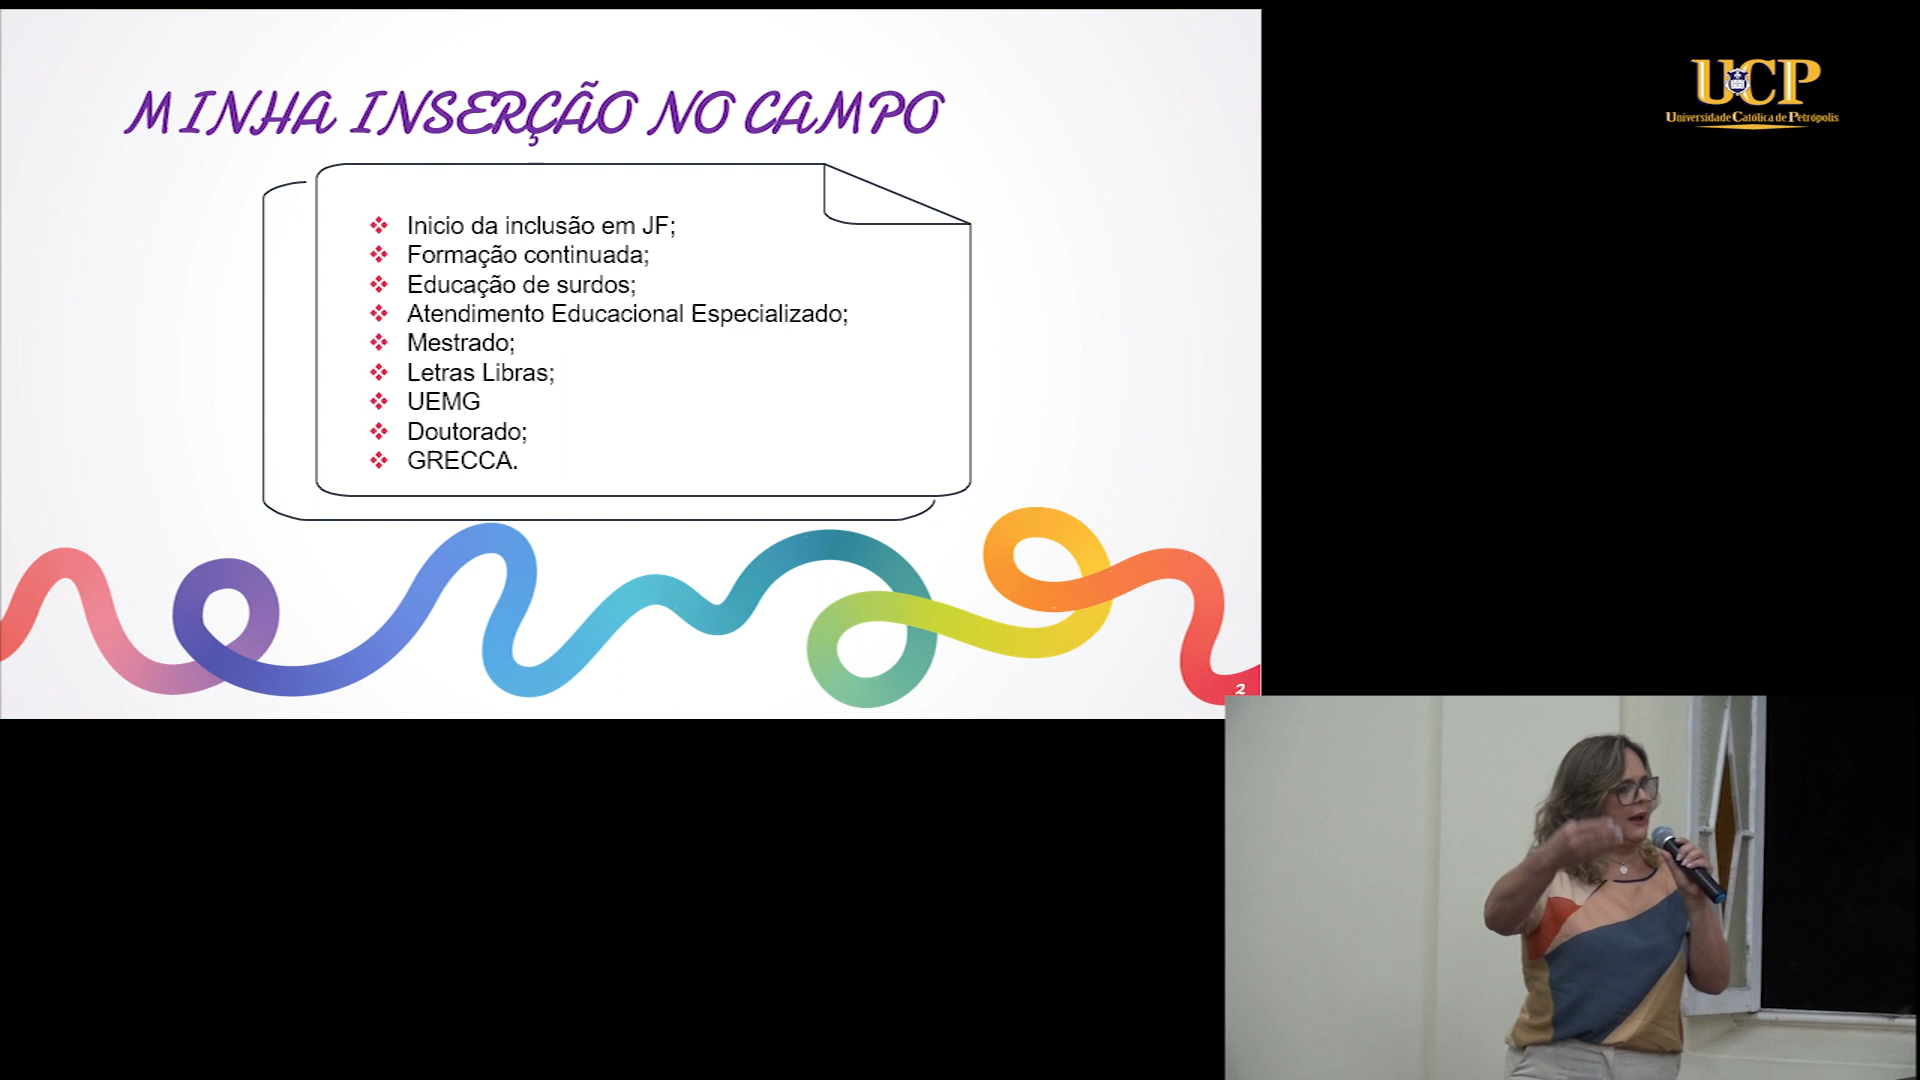 MINHA INSERÇÃO NO CAMPO
Inicio da inclusão em JF;
Formação continuada;
Educação de surdos;
Atendimento Educacional Especializado;
Mestrado;
Letras Libras;
UEMG
Doutorado;
GRECCA.
2
UCP
Universidade Católica de Petrópolis